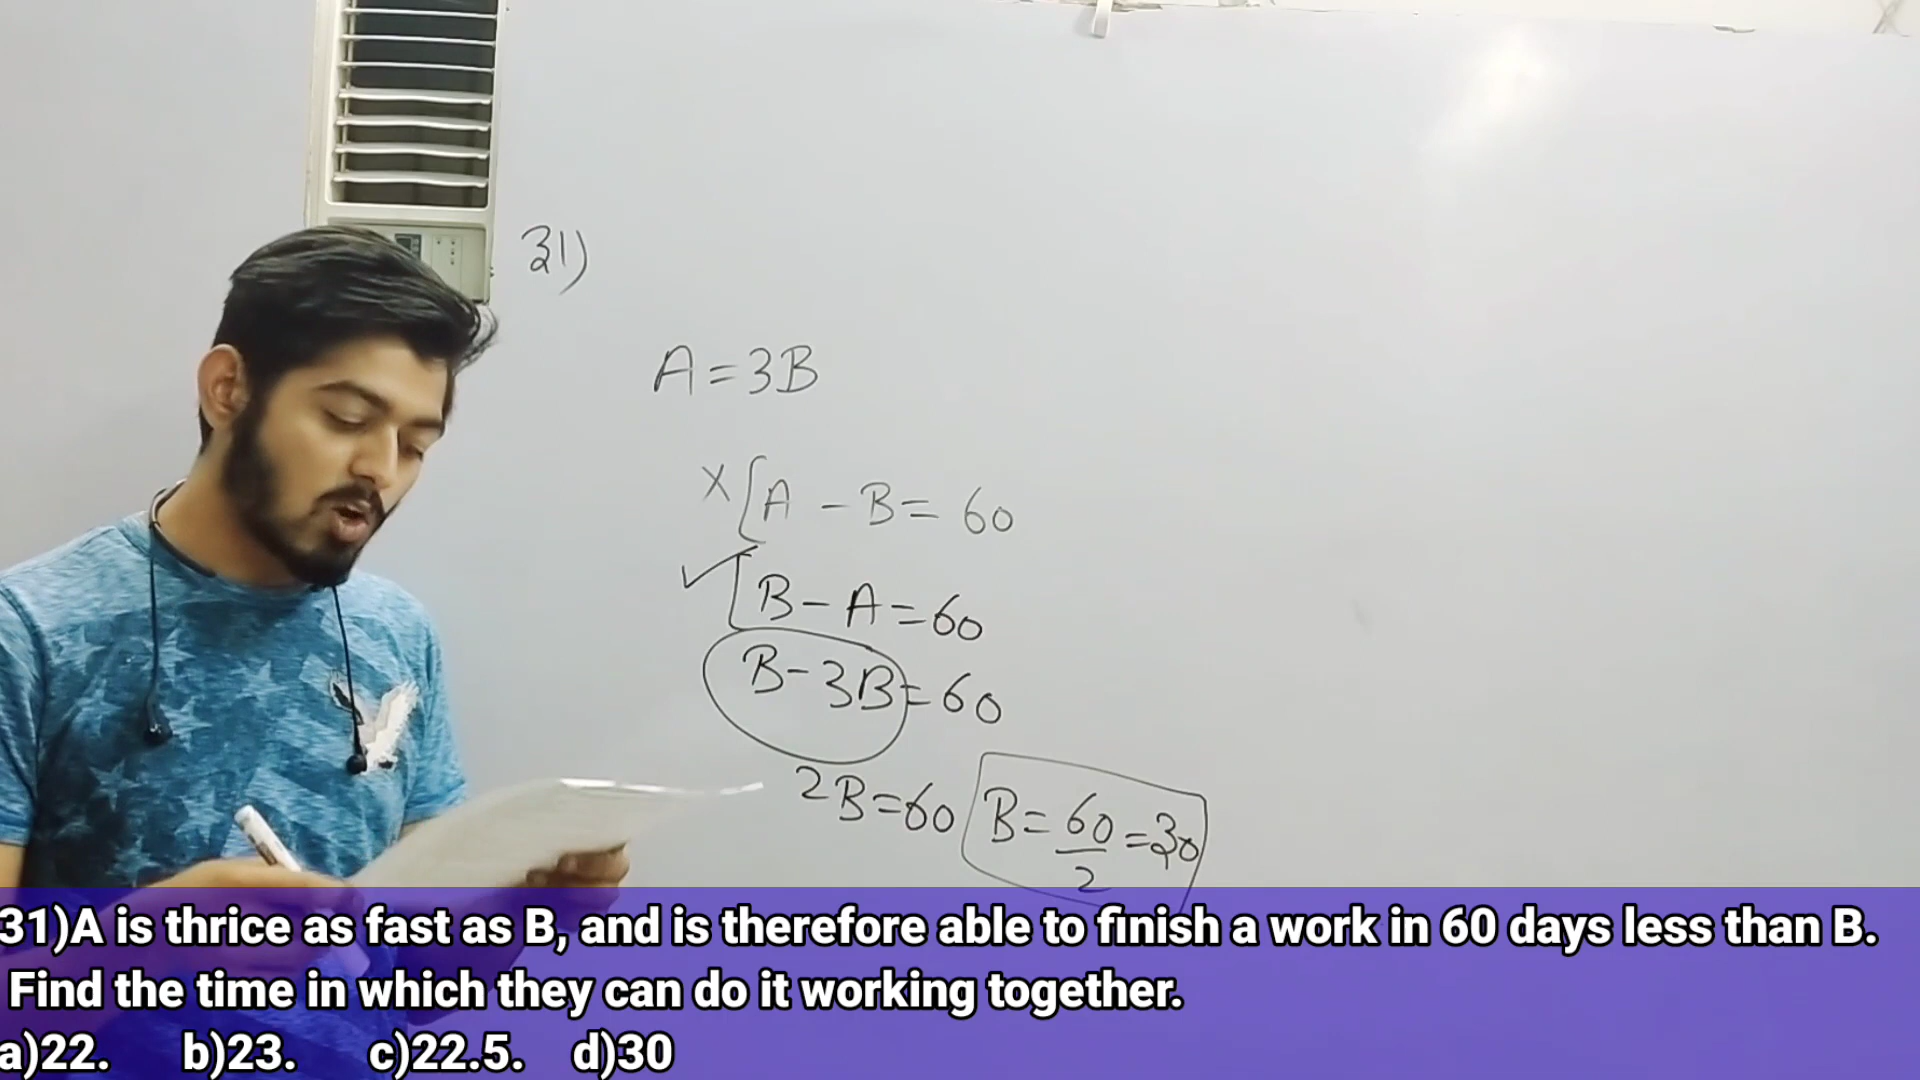 31)
A=3B
X[A - B= 60
✓[B - A=60
B-3B=60
2B=60 B= 60/2 =30
31)A is thrice as fast as B, and is therefore able to finish a work in 60 days less than B.
Find the time in which they can do it working together.
a)22. b)23. c)22.5. d)30